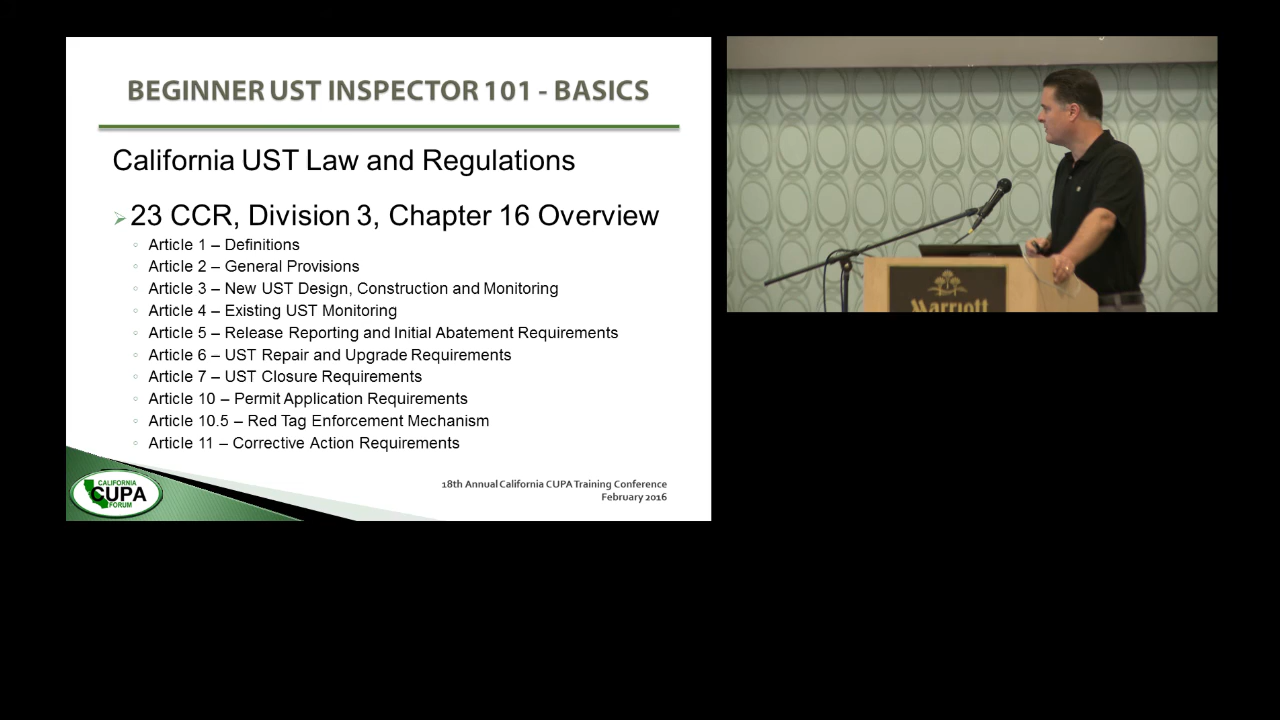 BEGINNER UST INSPECTOR 101 - BASICS
California UST Law and Regulations
23 CCR, Division 3, Chapter 16 Overview
Article 1 – Definitions
Article 2 – General Provisions
Article 3 – New UST Design, Construction and Monitoring
Article 4 – Existing UST Monitoring
Article 5 – Release Reporting and Initial Abatement Requirements
Article 6 – UST Repair and Upgrade Requirements
Article 7 – UST Closure Requirements
Article 10 – Permit Application Requirements
Article 10.5 – Red Tag Enforcement Mechanism
Article 11 – Corrective Action Requirements
CALIFORNIA
CUPA
FORUM
18th Annual California CUPA Training Conference
February 2016
Marriott